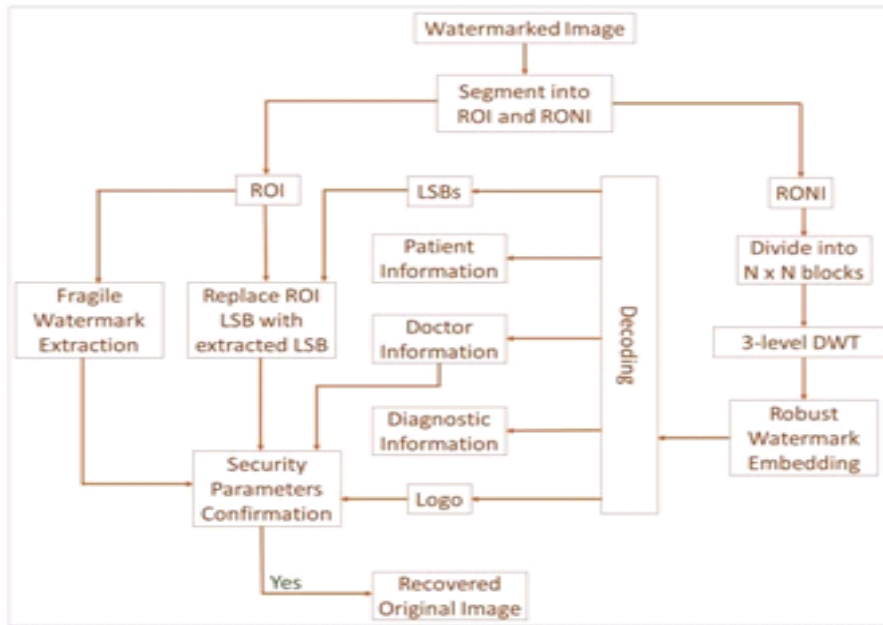 Watermarked Image
Segment into
ROI and RONI
ROI
LSBs
RONI
Patient
Information
Divide into
N x N blocks
Fragile
Watermark
Extraction
Replace ROI
LSB with
extracted LSB
Doctor
Information
Decoding
3-level DWT
Diagnostic
Information
Robust
Watermark
Embedding
Security
Parameters
Confirmation
Logo
Yes
Recovered
Original Image